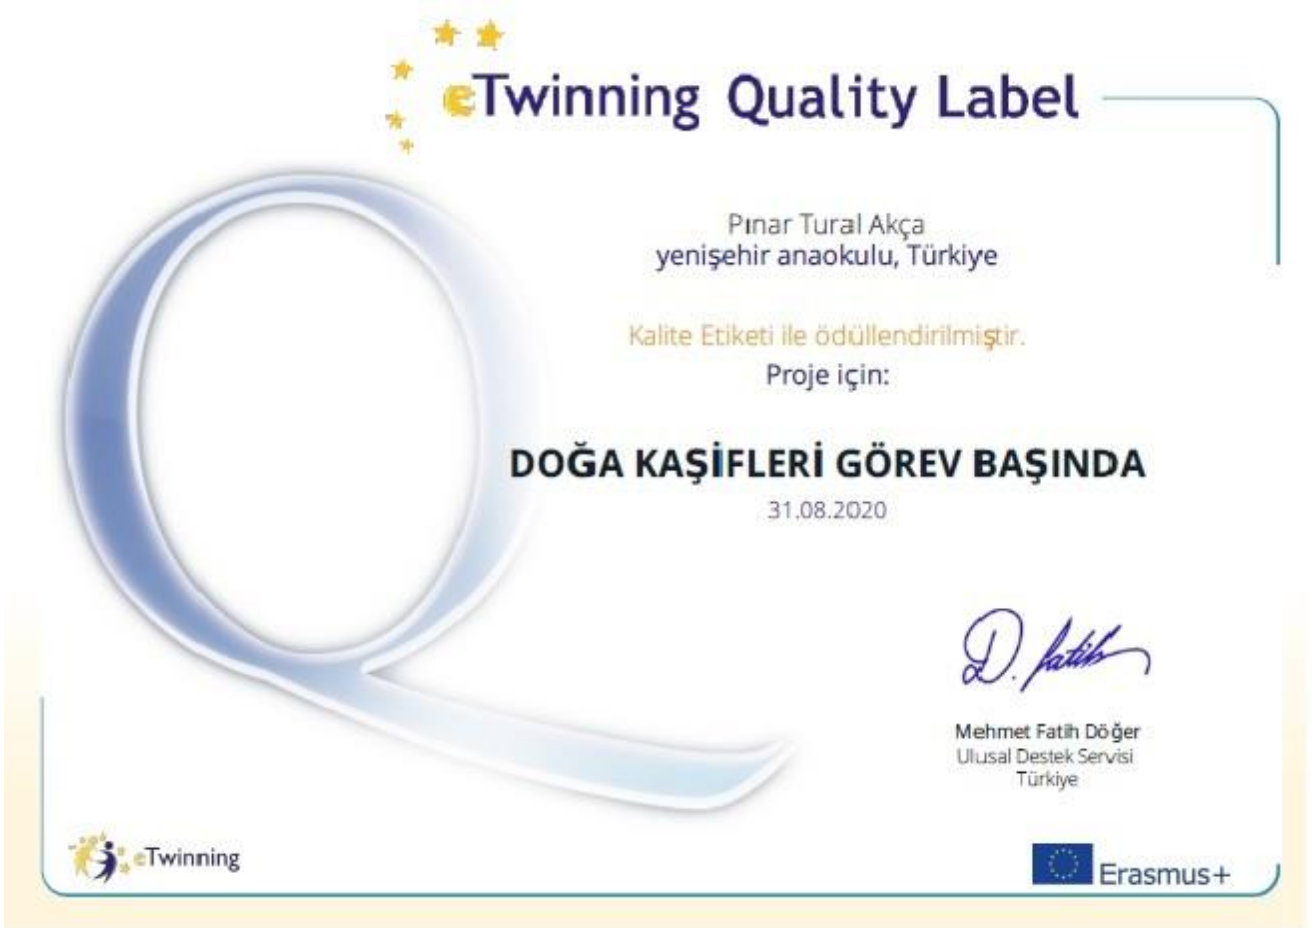 eTwinning Quality Label
Pınar Tural Akça
yenişehir anaokulu, Türkiye
Kalite Etiketi ile ödüllendirilmiştir.
Proje için:
DOĞA KAŞİFLERİ GÖREV BAŞINDA
31.08.2020
D. fatih
Mehmet Fatih Döğer
Ulusal Destek Servisi
Türkiye
eTwinning
Erasmus+